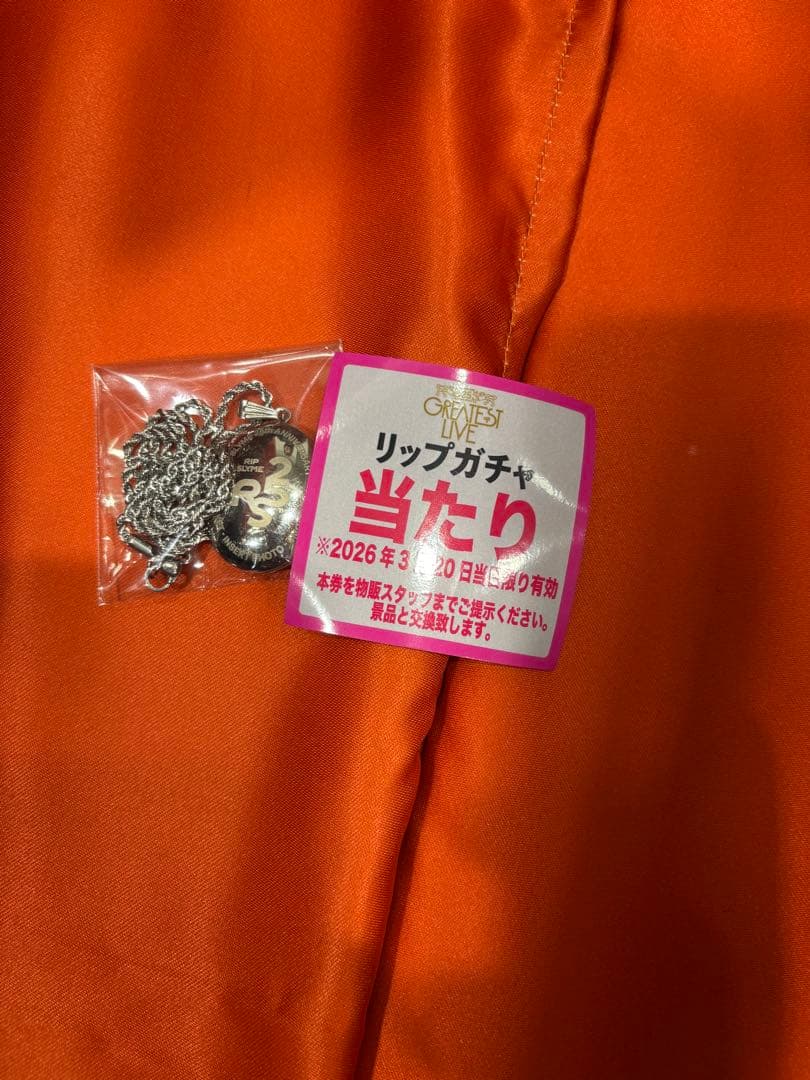 RIP
SLYME
GREATEST
LIVE
リップガチャ
当たり
※2026年3月20日当日限り有効
本券を物販スタッフまでご提示ください。
景品と交換致します。